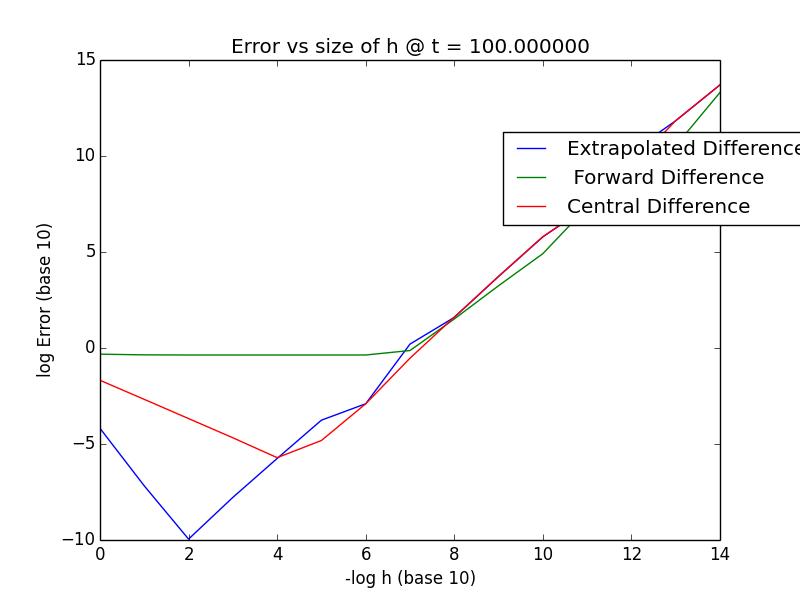 Error vs size of h @ t = 100.000000
15
10
5
0
−5
−10
log Error (base 10)
Extrapolated Difference
Forward Difference
Central Difference
0 2 4 6 8 10 12 14
-log h (base 10)